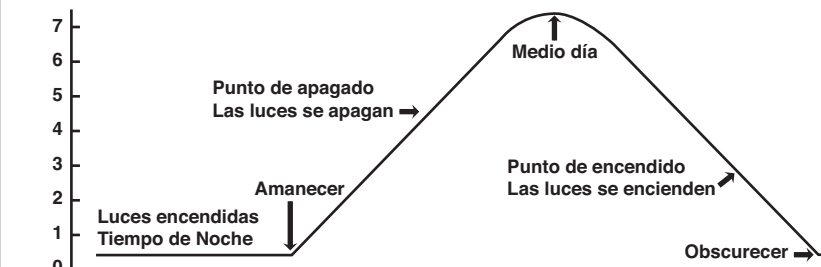 7
Medio día
6
Punto de apagado
Las luces se apagan
5
4
3
Punto de encendido
Las luces se encienden
Amanecer
2
Luces encendidas
Tiempo de Noche
1
Obscurecer
0